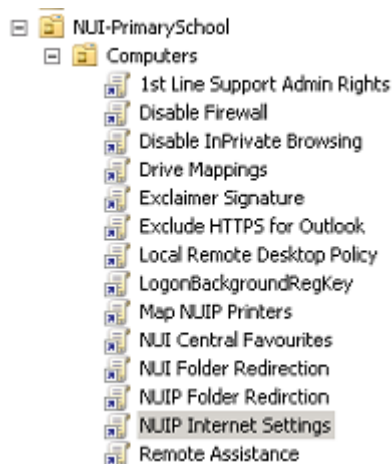 NUI-PrimarySchool
Computers
1st Line Support Admin Rights
Disable Firewall
Disable InPrivate Browsing
Drive Mappings
Exclaimer Signature
Exclude HTTPS for Outlook
Local Remote Desktop Policy
LogonBackgroundRegKey
Map NUIP Printers
NUI Central Favourites
NUI Folder Redirection
NUIP Folder Redirction
NUIP Internet Settings
Remote Assistance